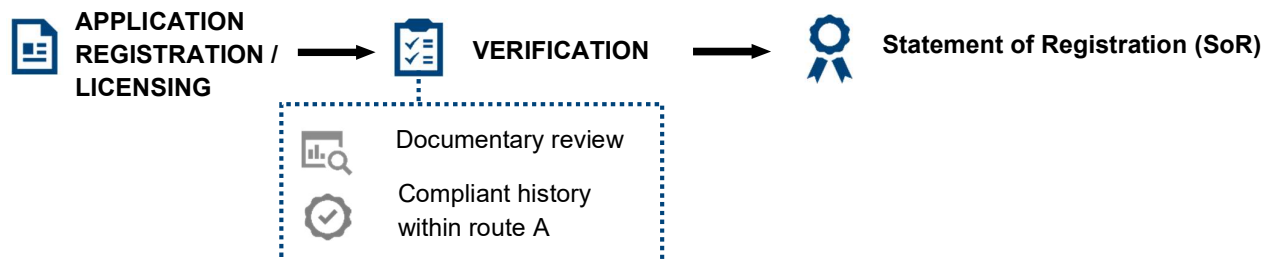 APPLICATION
REGISTRATION /
LICENSING
VERIFICATION
Statement of Registration (SoR)
Documentary review
Compliant history
within route A